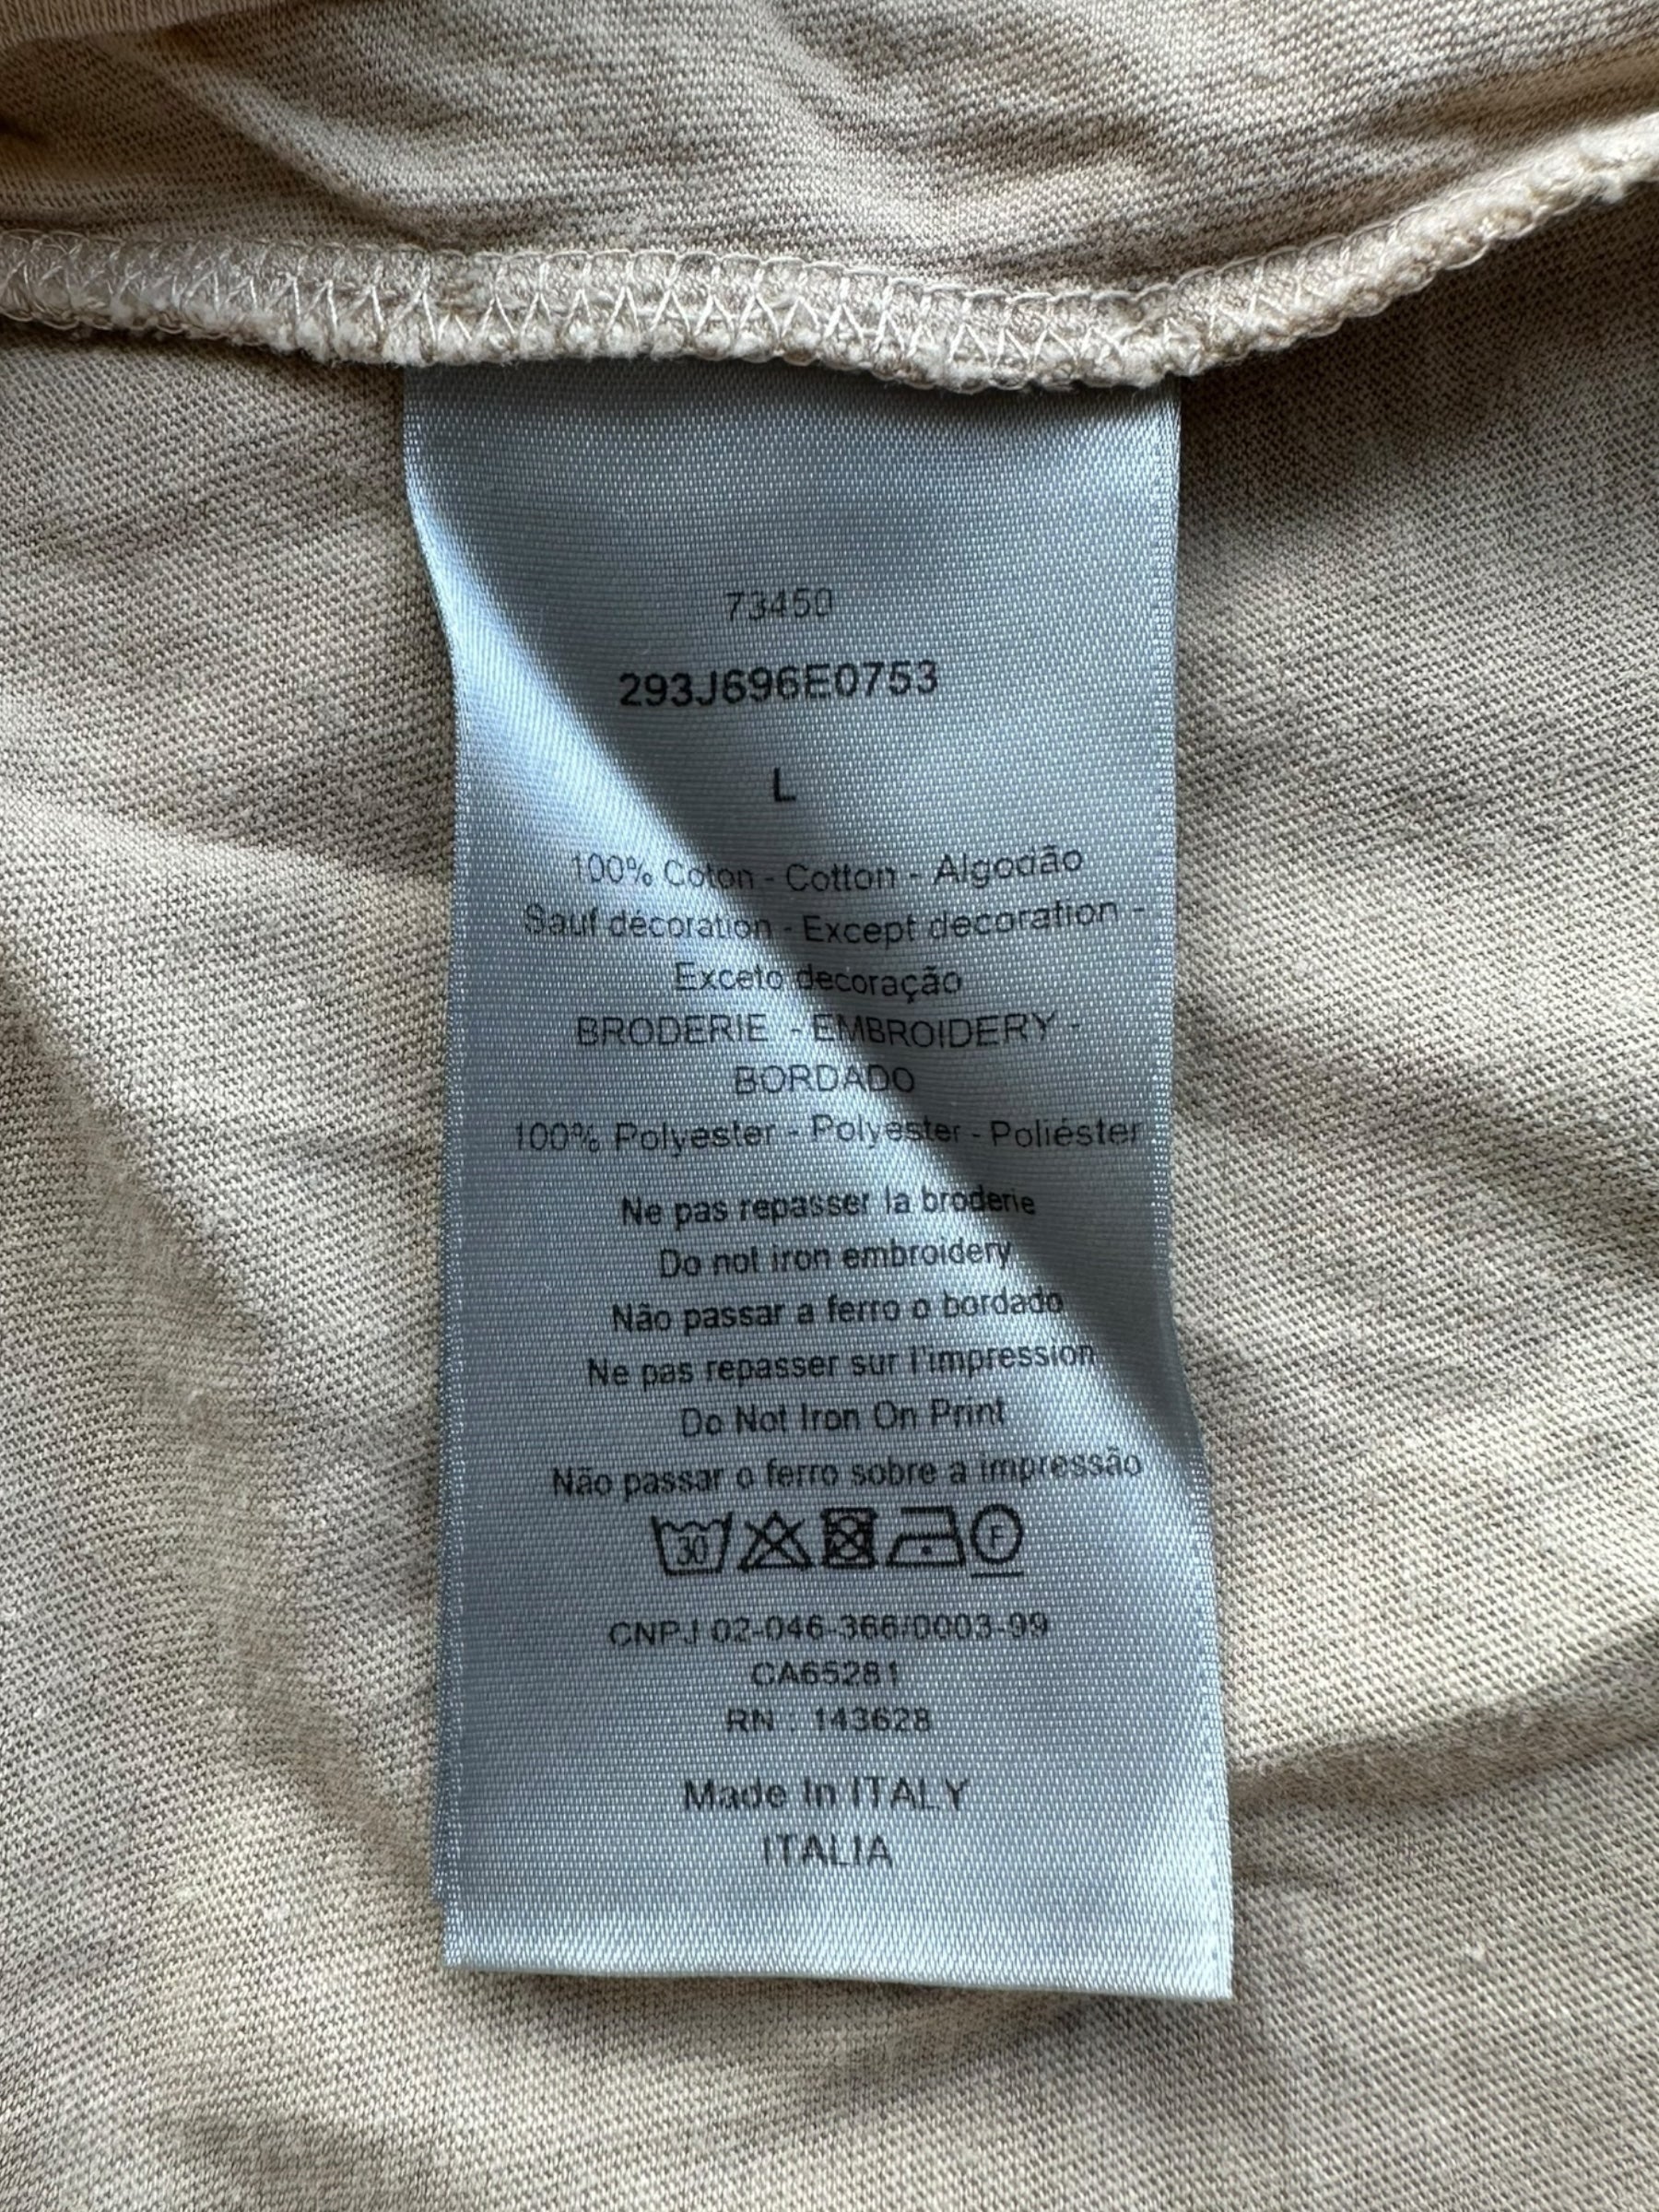 73450
293J696E0753
L
100% Coton - Cotton - Algodão
Sauf décoration - Except decoration -
Exceto decoração
BRODERIE - EMBROIDERY -
BORDADO
100% Polyester - Polyester - Poliéster
Ne pas repasser la broderie
Do not iron embroidery
Não passar a ferro o bordado
Ne pas repasser sur l'impression
Do Not Iron On Print
Não passar o ferro sobre a impressão
30 F
CNPJ 02-046-366/0003-99
CA65281
RN : 143628
Made In ITALY
ITALIA